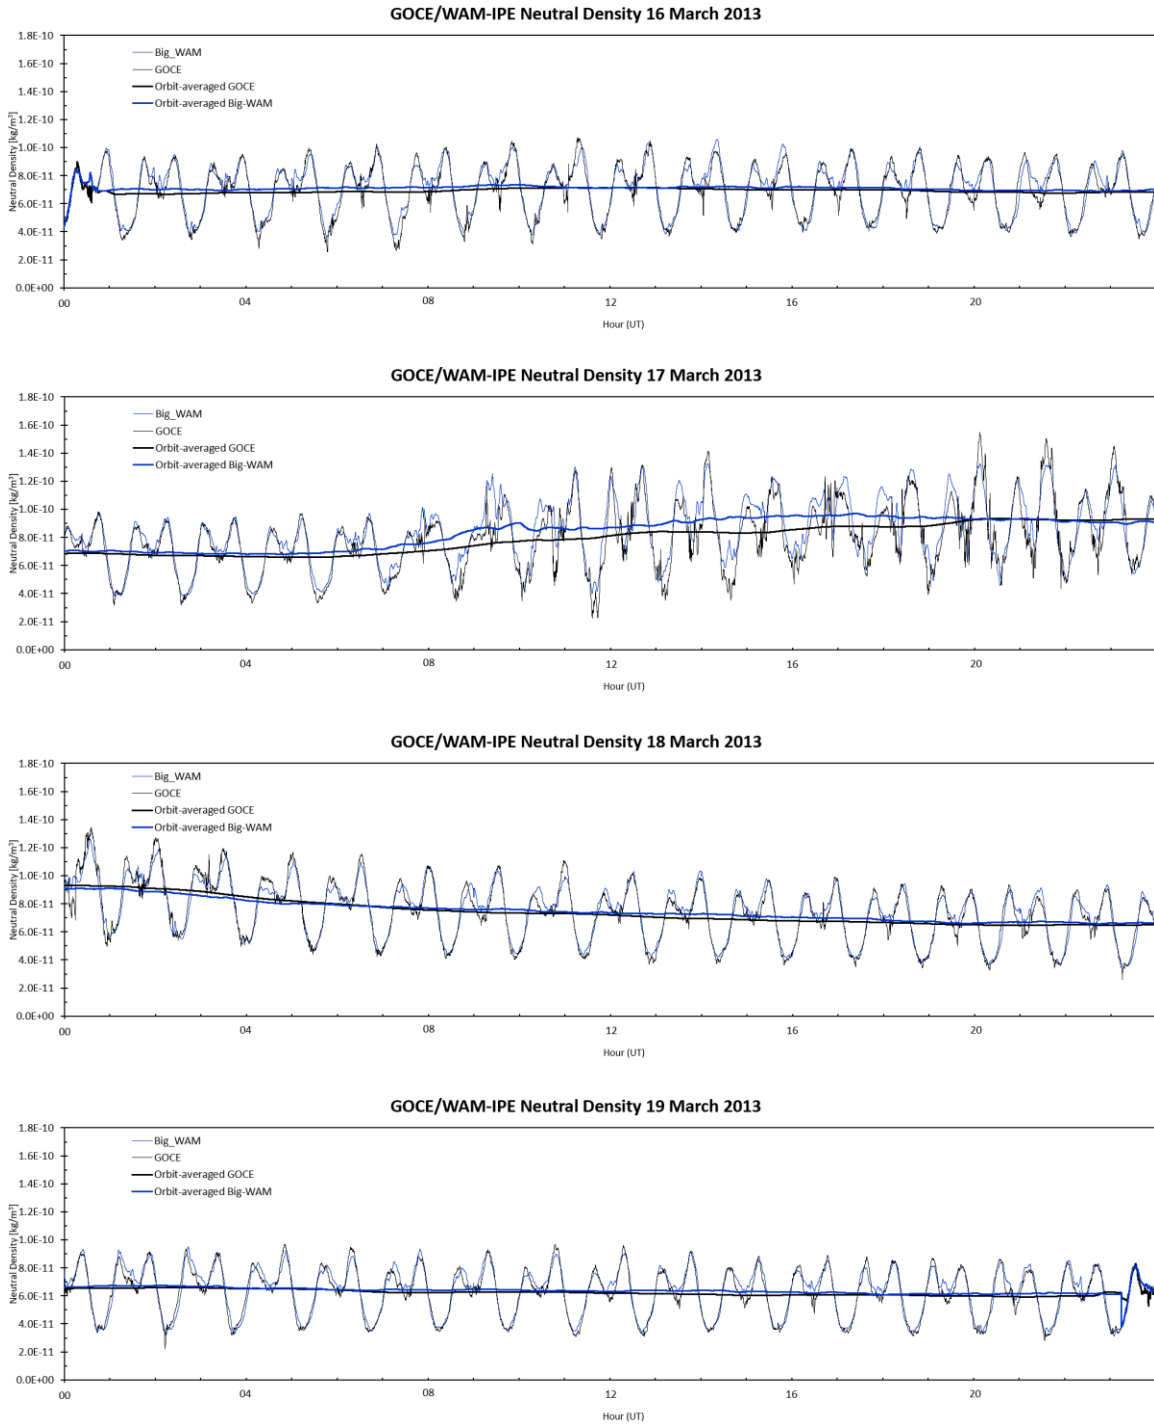 GOCE/WAM-IPE Neutral Density 16 March 2013
1.8E-10
1.6E-10
1.4E-10
1.2E-10
1.0E-10
8.0E-11
6.0E-11
4.0E-11
2.0E-11
0.0E+00
Neutral Density [kg/m³]
Big_WAM
GOCE
Orbit-averaged GOCE
Orbit-averaged Big-WAM
00 04 08 12 16 20
Hour (UT)
GOCE/WAM-IPE Neutral Density 17 March 2013
1.8E-10
1.6E-10
1.4E-10
1.2E-10
1.0E-10
8.0E-11
6.0E-11
4.0E-11
2.0E-11
0.0E+00
Neutral Density [kg/m³]
Big_WAM
GOCE
Orbit-averaged GOCE
Orbit-averaged Big-WAM
00 04 08 12 16 20
Hour (UT)
GOCE/WAM-IPE Neutral Density 18 March 2013
1.8E-10
1.6E-10
1.4E-10
1.2E-10
1.0E-10
8.0E-11
6.0E-11
4.0E-11
2.0E-11
0.0E+00
Neutral Density [kg/m³]
Big_WAM
GOCE
Orbit-averaged GOCE
Orbit-averaged Big-WAM
00 04 08 12 16 20
Hour (UT)
GOCE/WAM-IPE Neutral Density 19 March 2013
1.8E-10
1.6E-10
1.4E-10
1.2E-10
1.0E-10
8.0E-11
6.0E-11
4.0E-11
2.0E-11
0.0E+00
Neutral Density [kg/m³]
Big_WAM
GOCE
Orbit-averaged GOCE
Orbit-averaged Big-WAM
00 04 08 12 16 20
Hour (UT)